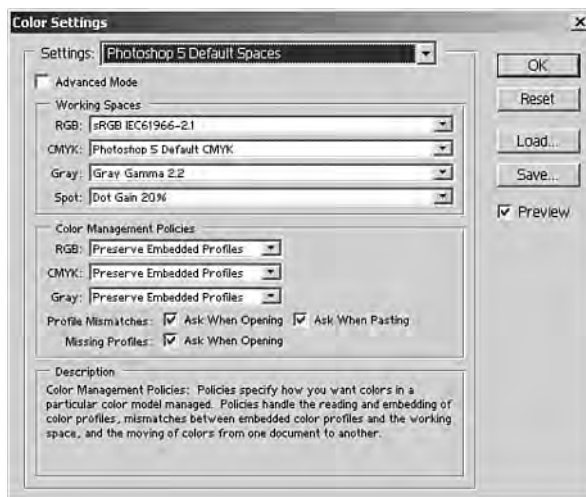 Color Settings
Settings: Photoshop 5 Default Spaces
OK
Advanced Mode
Reset
Working Spaces
RGB: sRGB IEC61966-2.1
Load...
CMYK: Photoshop 5 Default CMYK
Gray: Gray Gamma 2.2
Save...
Spot: Dot Gain 20%
Preview
Color Management Policies
RGB: Preserve Embedded Profiles
CMYK: Preserve Embedded Profiles
Gray: Preserve Embedded Profiles
Profile Mismatches: Ask When Opening Ask When Pasting
Missing Profiles: Ask When Opening
Description
Color Management Policies: Policies specify how you want colors in a
particular color model managed. Policies handle the reading and embedding of
color profiles, mismatches between embedded color profiles and the working
space, and the moving of colors from one document to another.